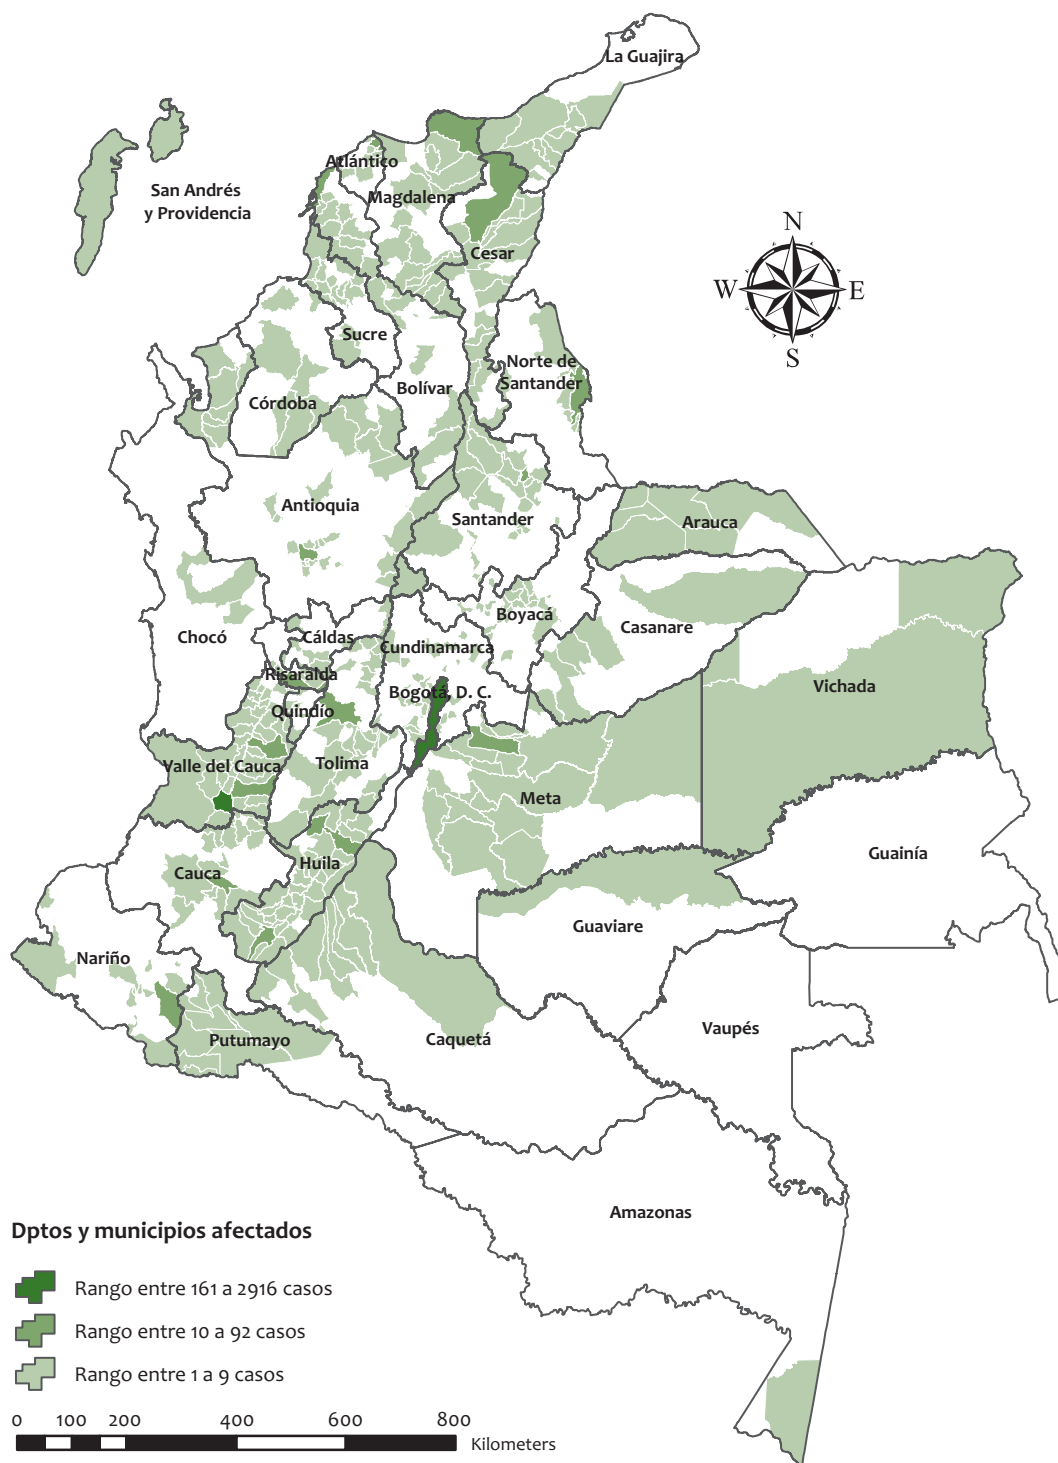 La Guajira
Atlántico
San Andrés
y Providencia
Magdalena
Cesar
N
W
E
S
Sucre
Norte de
Santander
Bolívar
Córdoba
Antioquia
Santander
Arauca
Boyacá
Casanare
Chocó
Cáldas
Cundinamarca
Risaralda
Bogotá, D. C.
Vichada
Quindío
Valle del Cauca
Tolima
Meta
Huila
Guainía
Cauca
Guaviare
Nariño
Vaupés
Putumayo
Caquetá
Amazonas
Dptos y municipios afectados
Rango entre 161 a 2916 casos
Rango entre 10 a 92 casos
Rango entre 1 a 9 casos
0 100 200 400 600 800
Kilometers